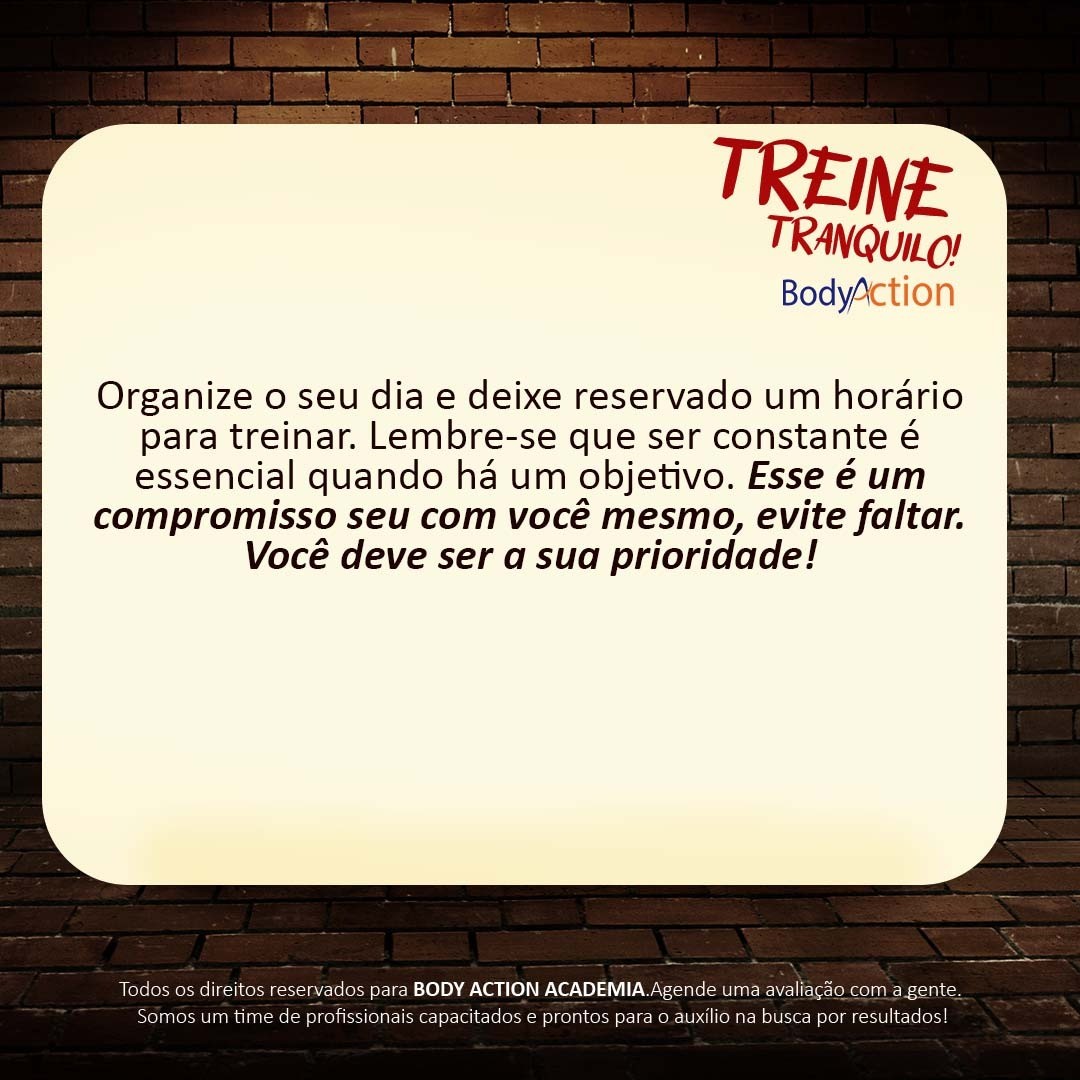 TREINE
TRANQUILO!
BodyAction
Organize o seu dia e deixe reservado um horário
para treinar. Lembre-se que ser constante é
essencial quando há um objetivo. Esse é um
compromisso seu com você mesmo, evite faltar.
Você deve ser a sua prioridade!
Todos os direitos reservados para BODY ACTION ACADEMIA.Agende uma avaliação com a gente.
Somos um time de profissionais capacitados e prontos para o auxílio na busca por resultados!